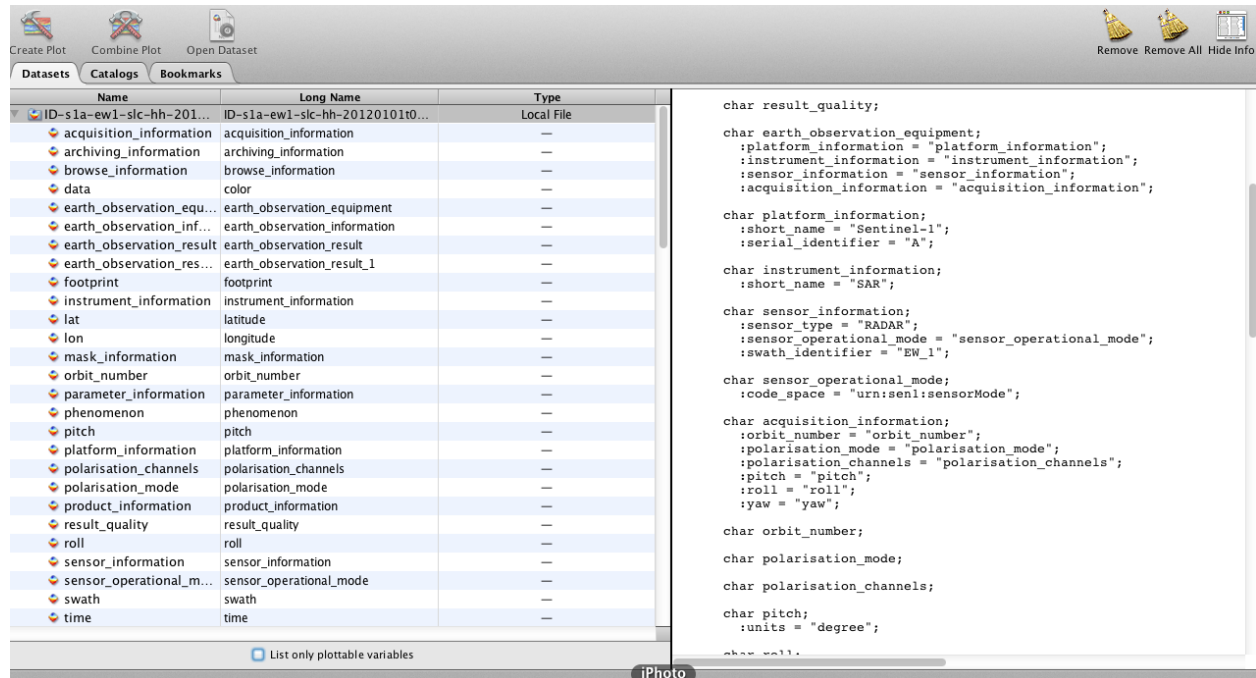 Create Plot Combine Plot Open Dataset Remove Remove All Hide Info
Datasets Catalogs Bookmarks
Name Long Name Type
ID-s1a-ew1-slc-hh-201... ID-s1a-ew1-slc-hh-20120101t0... Local File
acquisition_information acquisition_information —
archiving_information archiving_information —
browse_information browse_information —
data color —
earth_observation_equ... earth_observation_equipment —
earth_observation_inf... earth_observation_information —
earth_observation_result earth_observation_result —
earth_observation_res... earth_observation_result_1 —
footprint footprint —
instrument_information instrument_information —
lat latitude —
lon longitude —
mask_information mask_information —
orbit_number orbit_number —
parameter_information parameter_information —
phenomenon phenomenon —
pitch pitch —
platform_information platform_information —
polarisation_channels polarisation_channels —
polarisation_mode polarisation_mode —
product_information product_information —
result_quality result_quality —
roll roll —
sensor_information sensor_information —
sensor_operational_m... sensor_operational_mode —
swath swath —
time time —
List only plottable variables
char result_quality;
char earth_observation_equipment;
:platform_information = "platform_information";
:instrument_information = "instrument_information";
:sensor_information = "sensor_information";
:acquisition_information = "acquisition_information";
char platform_information;
:short_name = "Sentinel-1";
:serial_identifier = "A";
char instrument_information;
:short_name = "SAR";
char sensor_information;
:sensor_type = "RADAR";
:sensor_operational_mode = "sensor_operational_mode";
:swath_identifier = "EW_1";
char sensor_operational_mode;
:code_space = "urn:sen1:sensorMode";
char acquisition_information;
:orbit_number = "orbit_number";
:polarisation_mode = "polarisation_mode";
:polarisation_channels = "polarisation_channels";
:pitch = "pitch";
:roll = "roll";
:yaw = "yaw";
char orbit_number;
char polarisation_mode;
char polarisation_channels;
char pitch;
:units = "degree";
char roll;
iPhoto